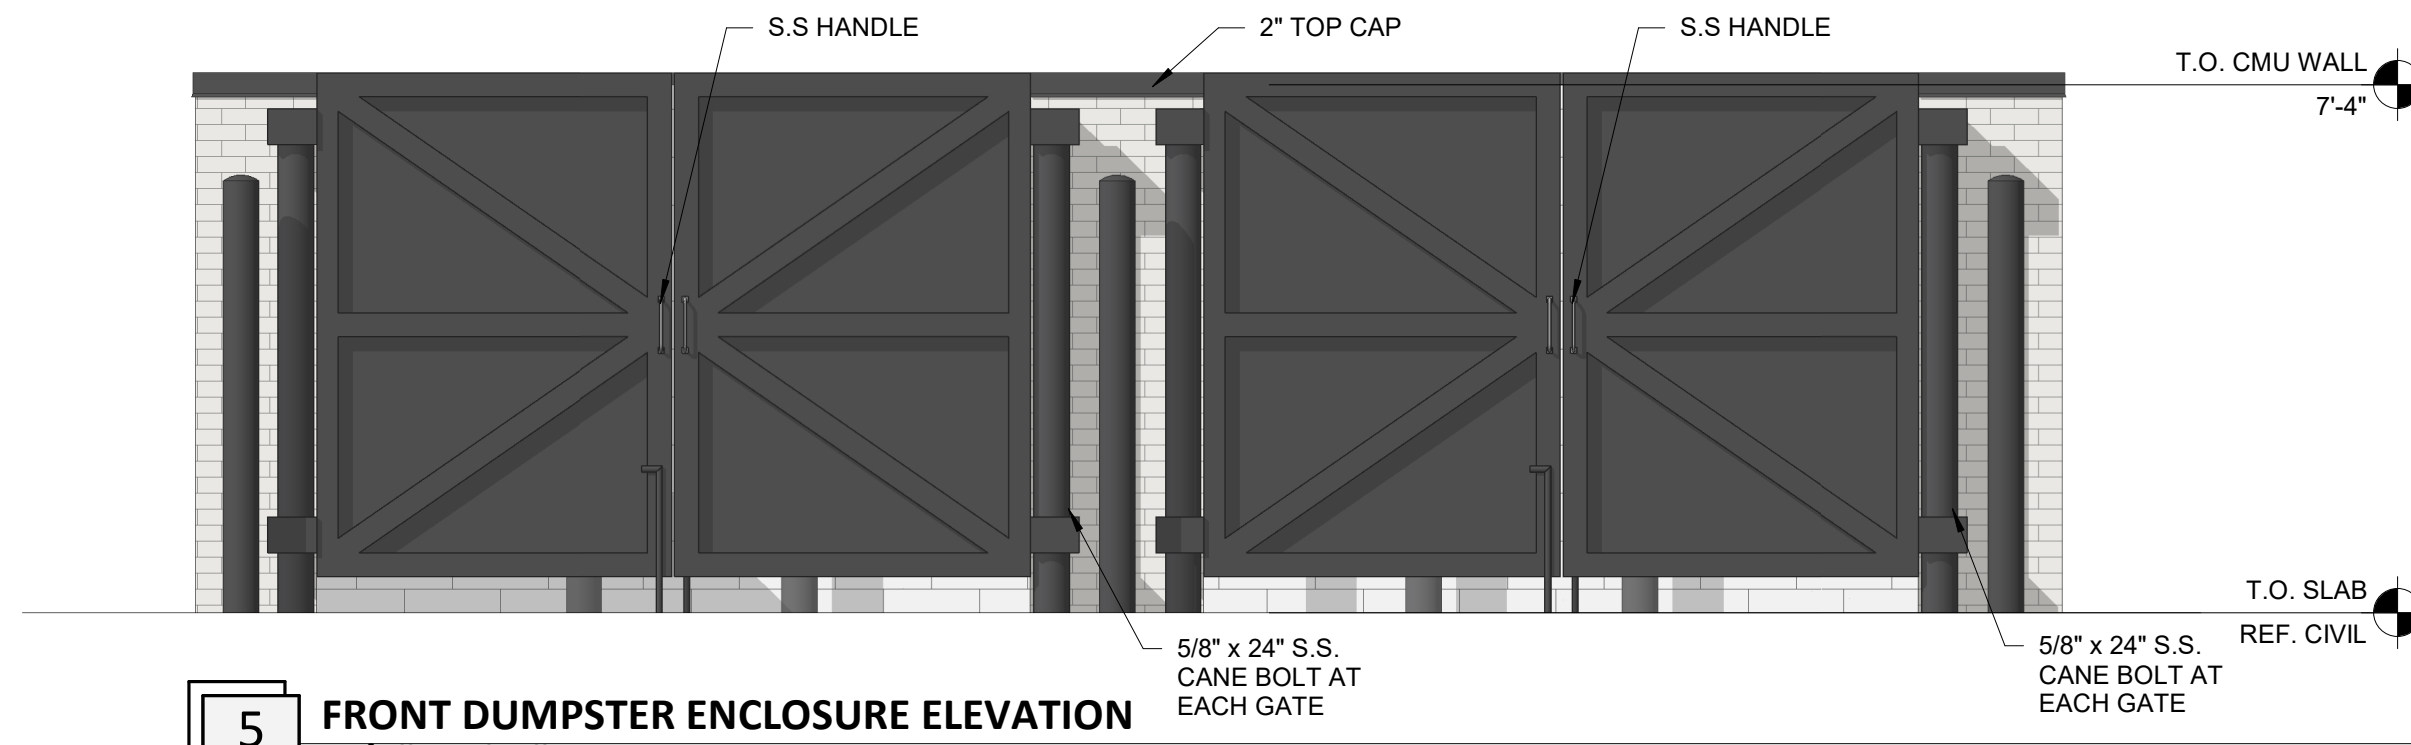 S.S HANDLE
2" TOP CAP
S.S HANDLE
T.O. CMU WALL
7'-4"
T.O. SLAB
REF. CIVIL
5/8" x 24" S.S.
CANE BOLT AT
EACH GATE
5/8" x 24" S.S.
CANE BOLT AT
EACH GATE
5
FRONT DUMPSTER ENCLOSURE ELEVATION